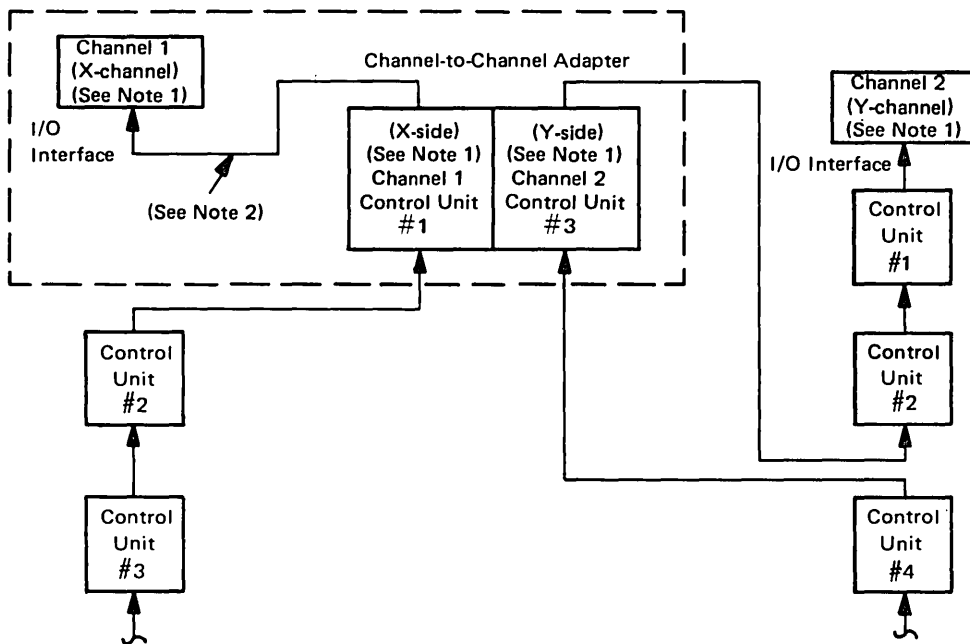 Channel 1
(X-channel)
(See Note 1)
Channel-to-Channel Adapter
I/O
Interface
(See Note 2)
(X-side)
(See Note 1)
Channel 1
Control Unit
#1
(Y-side)
(See Note 1)
Channel 2
Control Unit
#3
Channel 2
(Y-channel)
(See Note 1)
I/O Interface
Control
Unit
#1
Control
Unit
#2
Control
Unit
#2
Control
Unit
#3
Control
Unit
#4